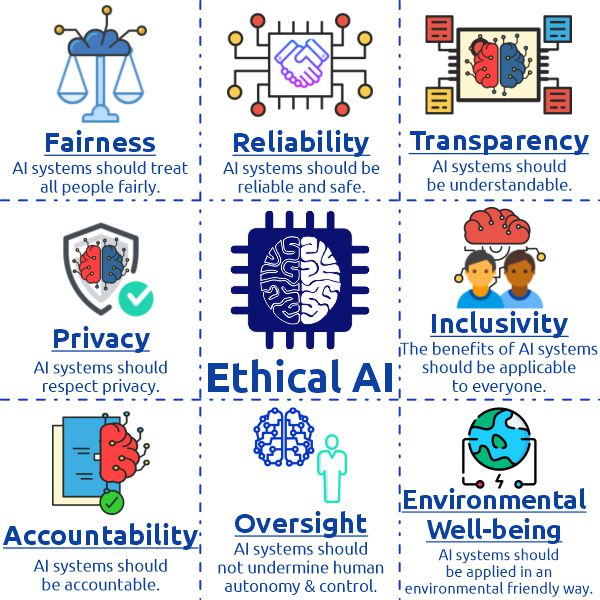 Fairness
AI systems should treat
all people fairly.
Reliability
AI systems should be
reliable and safe.
Transparency
AI systems should
be understandable.
Privacy
AI systems should
respect privacy.
Ethical AI
Inclusivity
The benefits of AI systems
should be applicable
to everyone.
Accountability
AI systems should
be accountable.
Oversight
AI systems should
not undermine human
autonomy & control.
Environmental
Well-being
AI systems should
be applied in an
environmental friendly way.